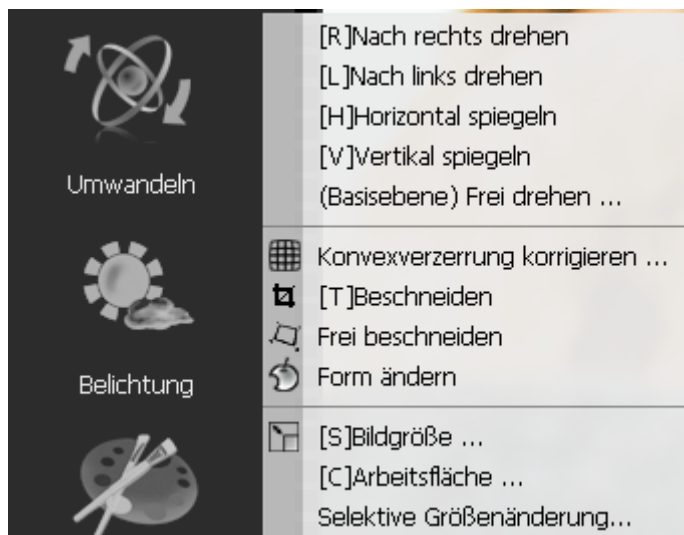 Umwandeln
Belichtung
[R]Nach rechts drehen
[L]Nach links drehen
[H]Horizontal spiegeln
[V]Vertikal spiegeln
(Basisebene) Frei drehen ...
Konvexverzerrung korrigieren ...
[T]Beschneiden
Frei beschneiden
Form ändern
[S]Bildgröße ...
[C]Arbeitsfläche ...
Selektive Größenänderung...